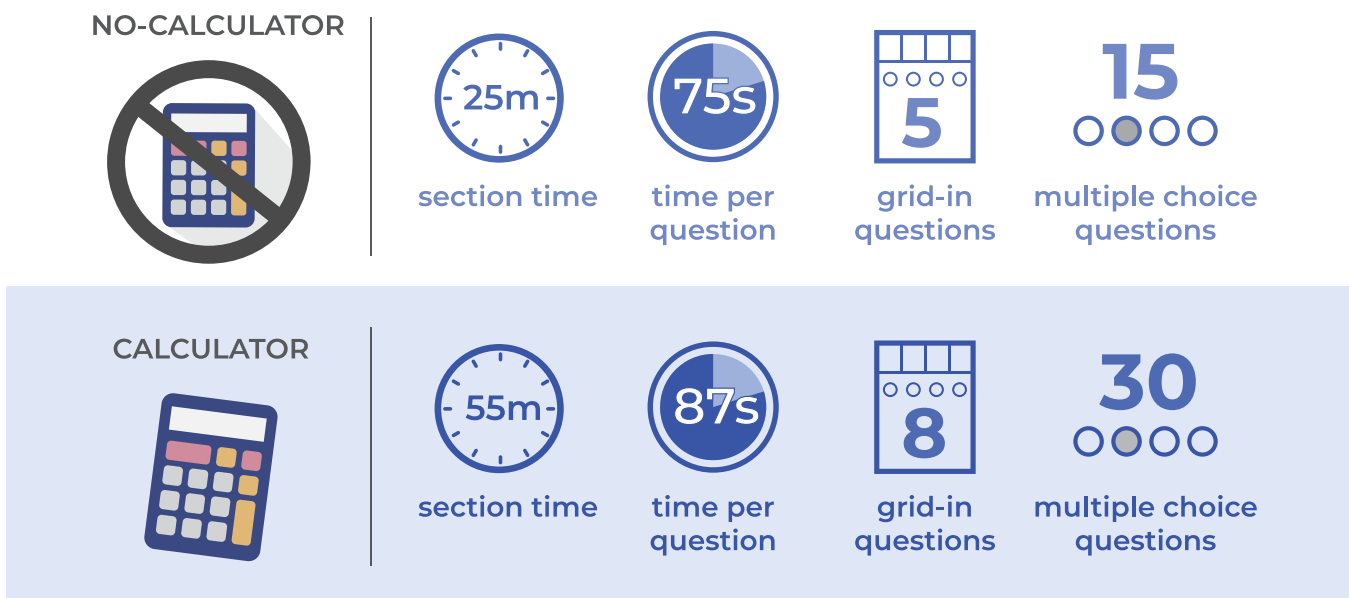 NO-CALCULATOR
25m
75s
5
15
section time
time per
question
grid-in
questions
multiple choice
questions
CALCULATOR
55m
87s
8
30
section time
time per
question
grid-in
questions
multiple choice
questions